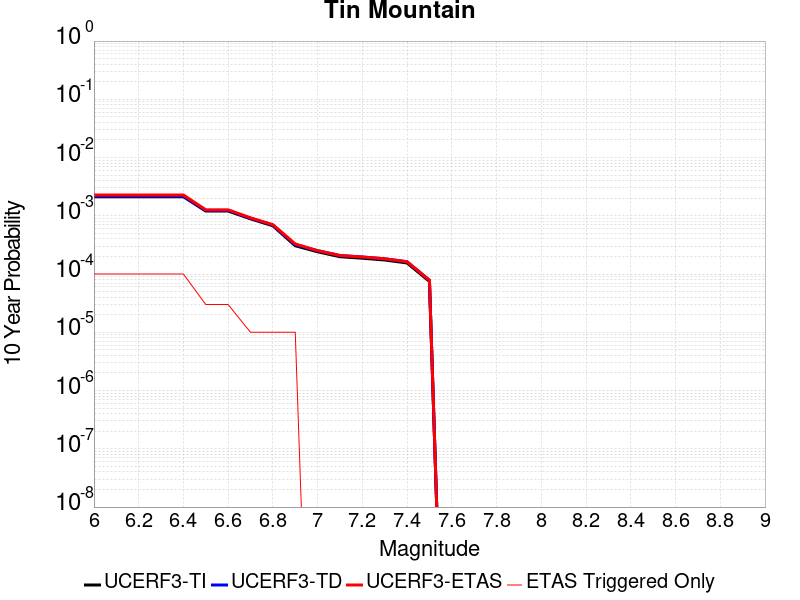 Tin Mountain
10 Year Probability
10^0
10^-1
10^-2
10^-3
10^-4
10^-5
10^-6
10^-7
10^-8
6 6.2 6.4 6.6 6.8 7 7.2 7.4 7.6 7.8 8 8.2 8.4 8.6 8.8 9
Magnitude
UCERF3-TI UCERF3-TD UCERF3-ETAS ETAS Triggered Only